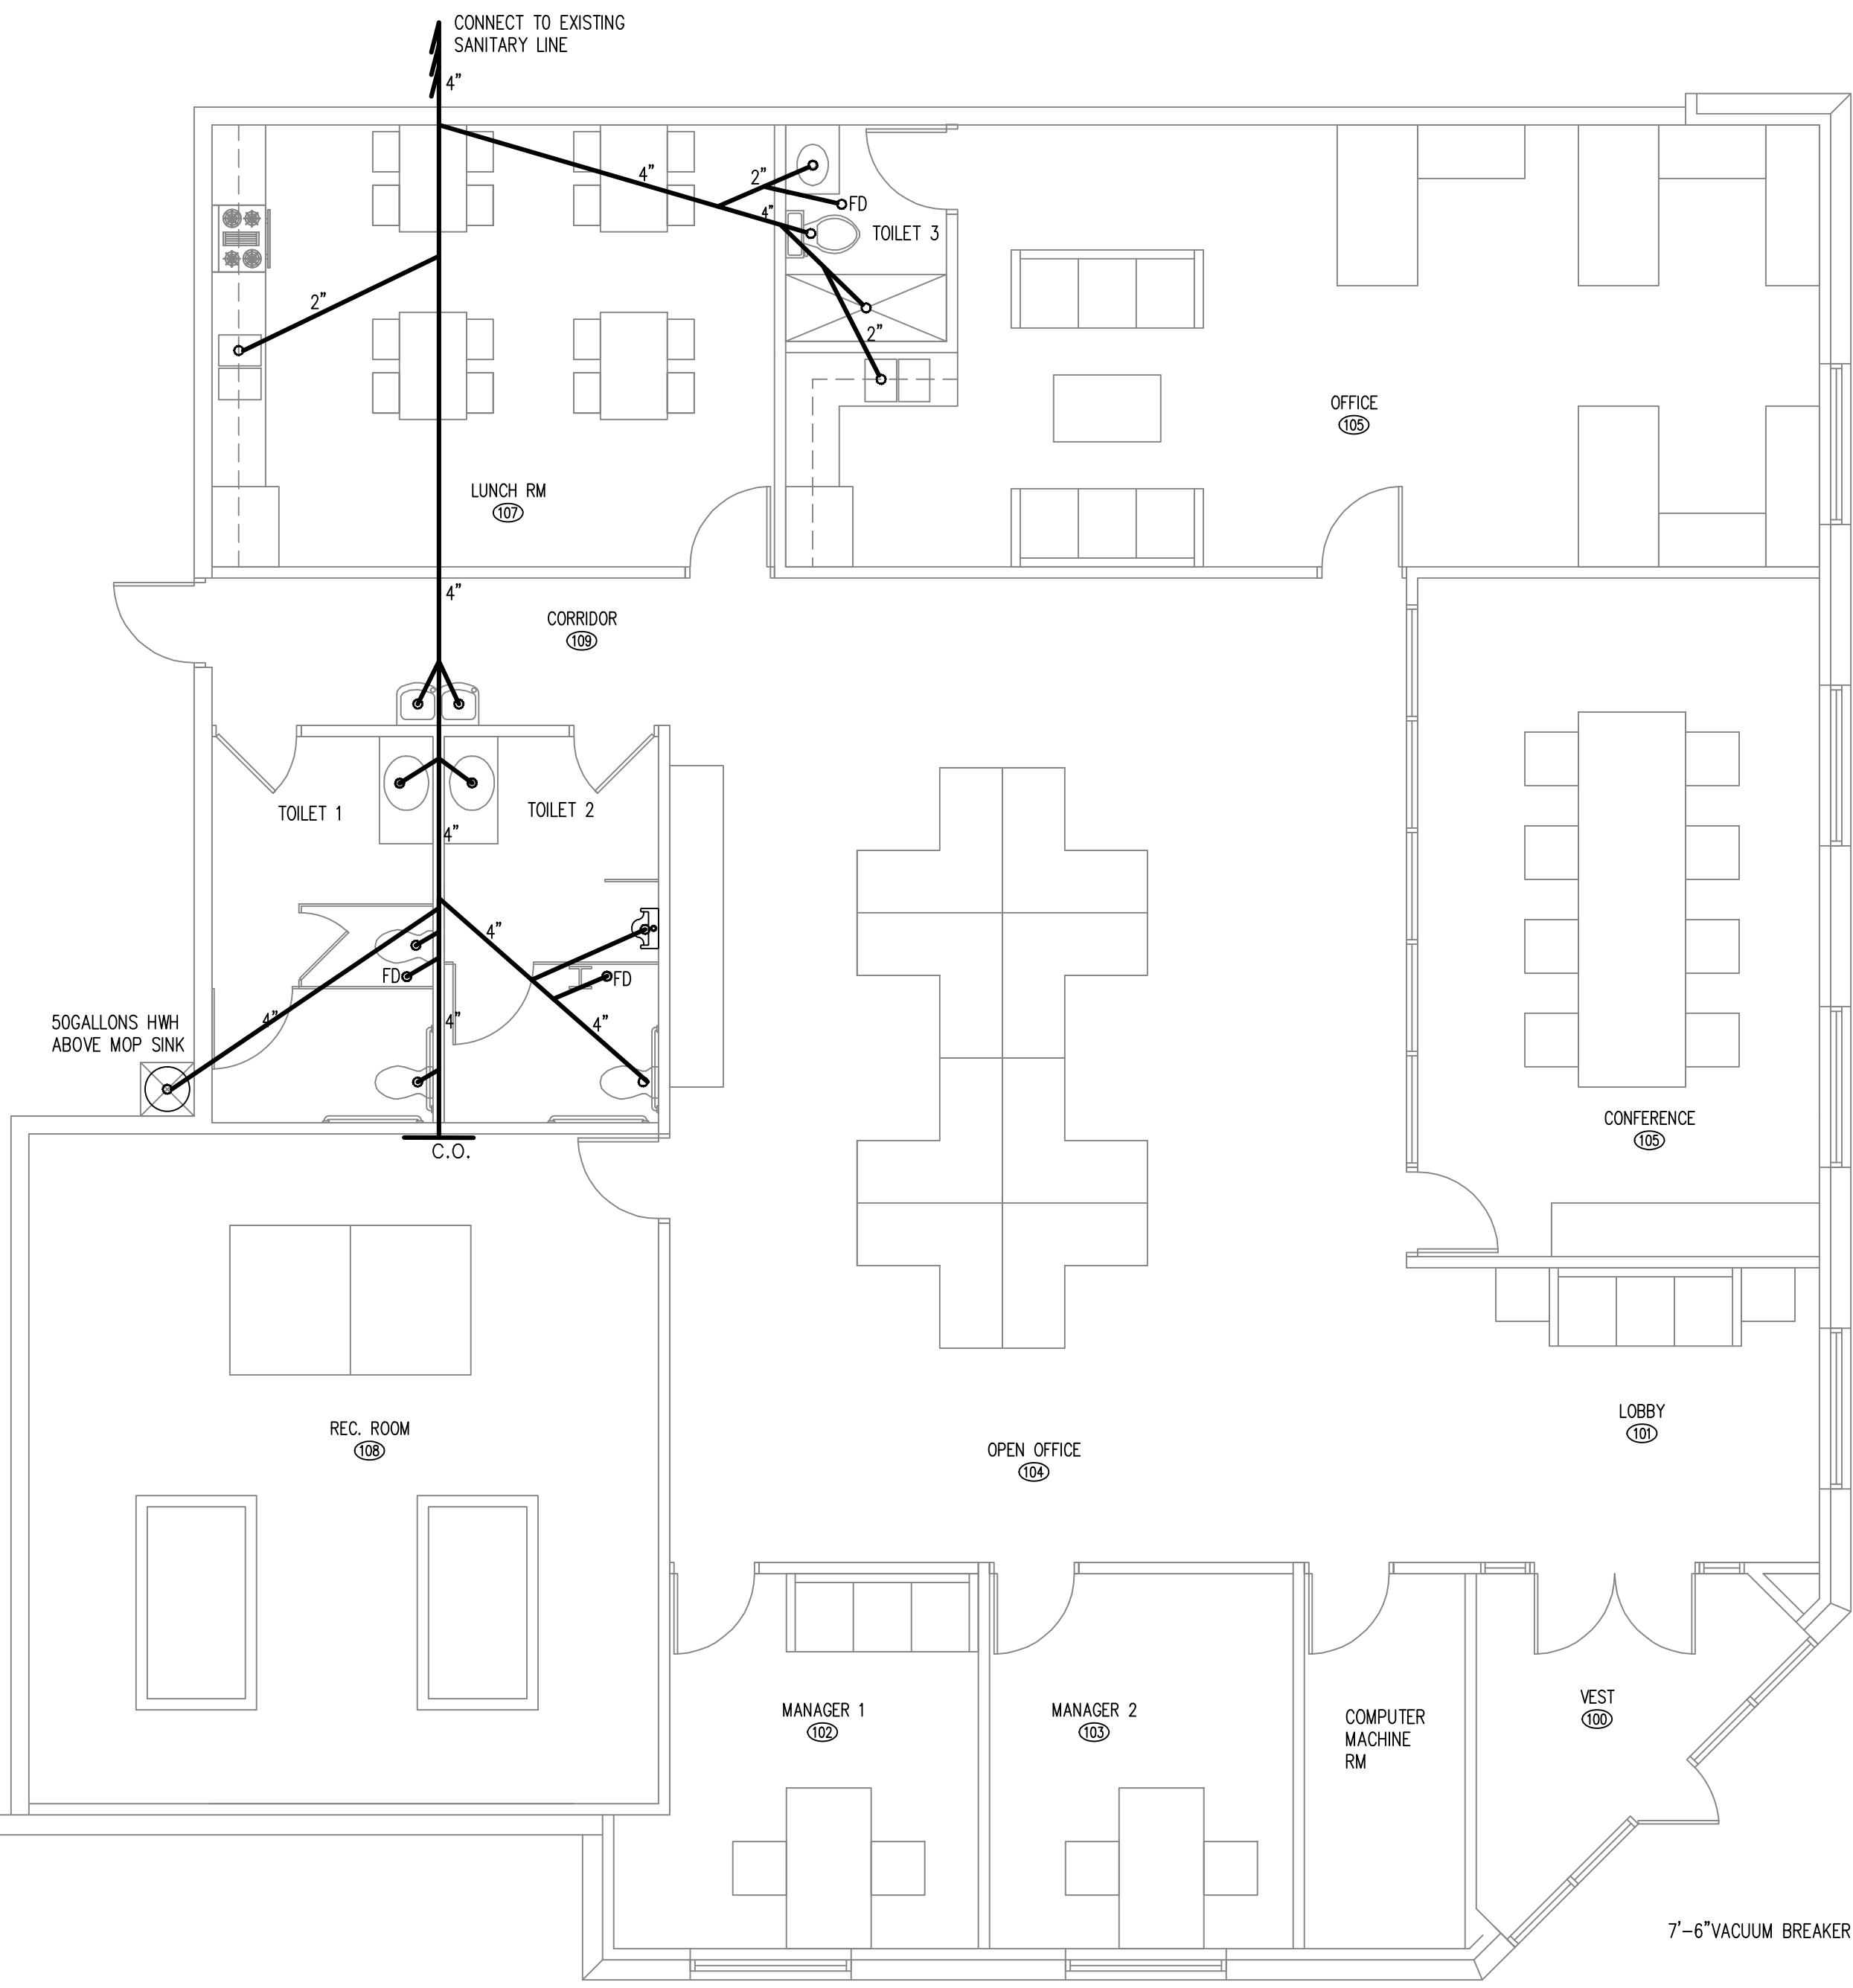 CONNECT TO EXISTING
SANITARY LINE
4"
4"
2"
4"
FD
TOILET 3
2"
2"
OFFICE
105
LUNCH RM
107
4"
CORRIDOR
109
TOILET 1
TOILET 2
4"
4"
FD
FD
4"
4"
4"
50GALLONS HWH
ABOVE MOP SINK
C.O.
CONFERENCE
105
REC. ROOM
108
LOBBY
101
OPEN OFFICE
104
MANAGER 1
102
MANAGER 2
103
COMPUTER
MACHINE
RM
VEST
100
7'-6"VACUUM BREAKER